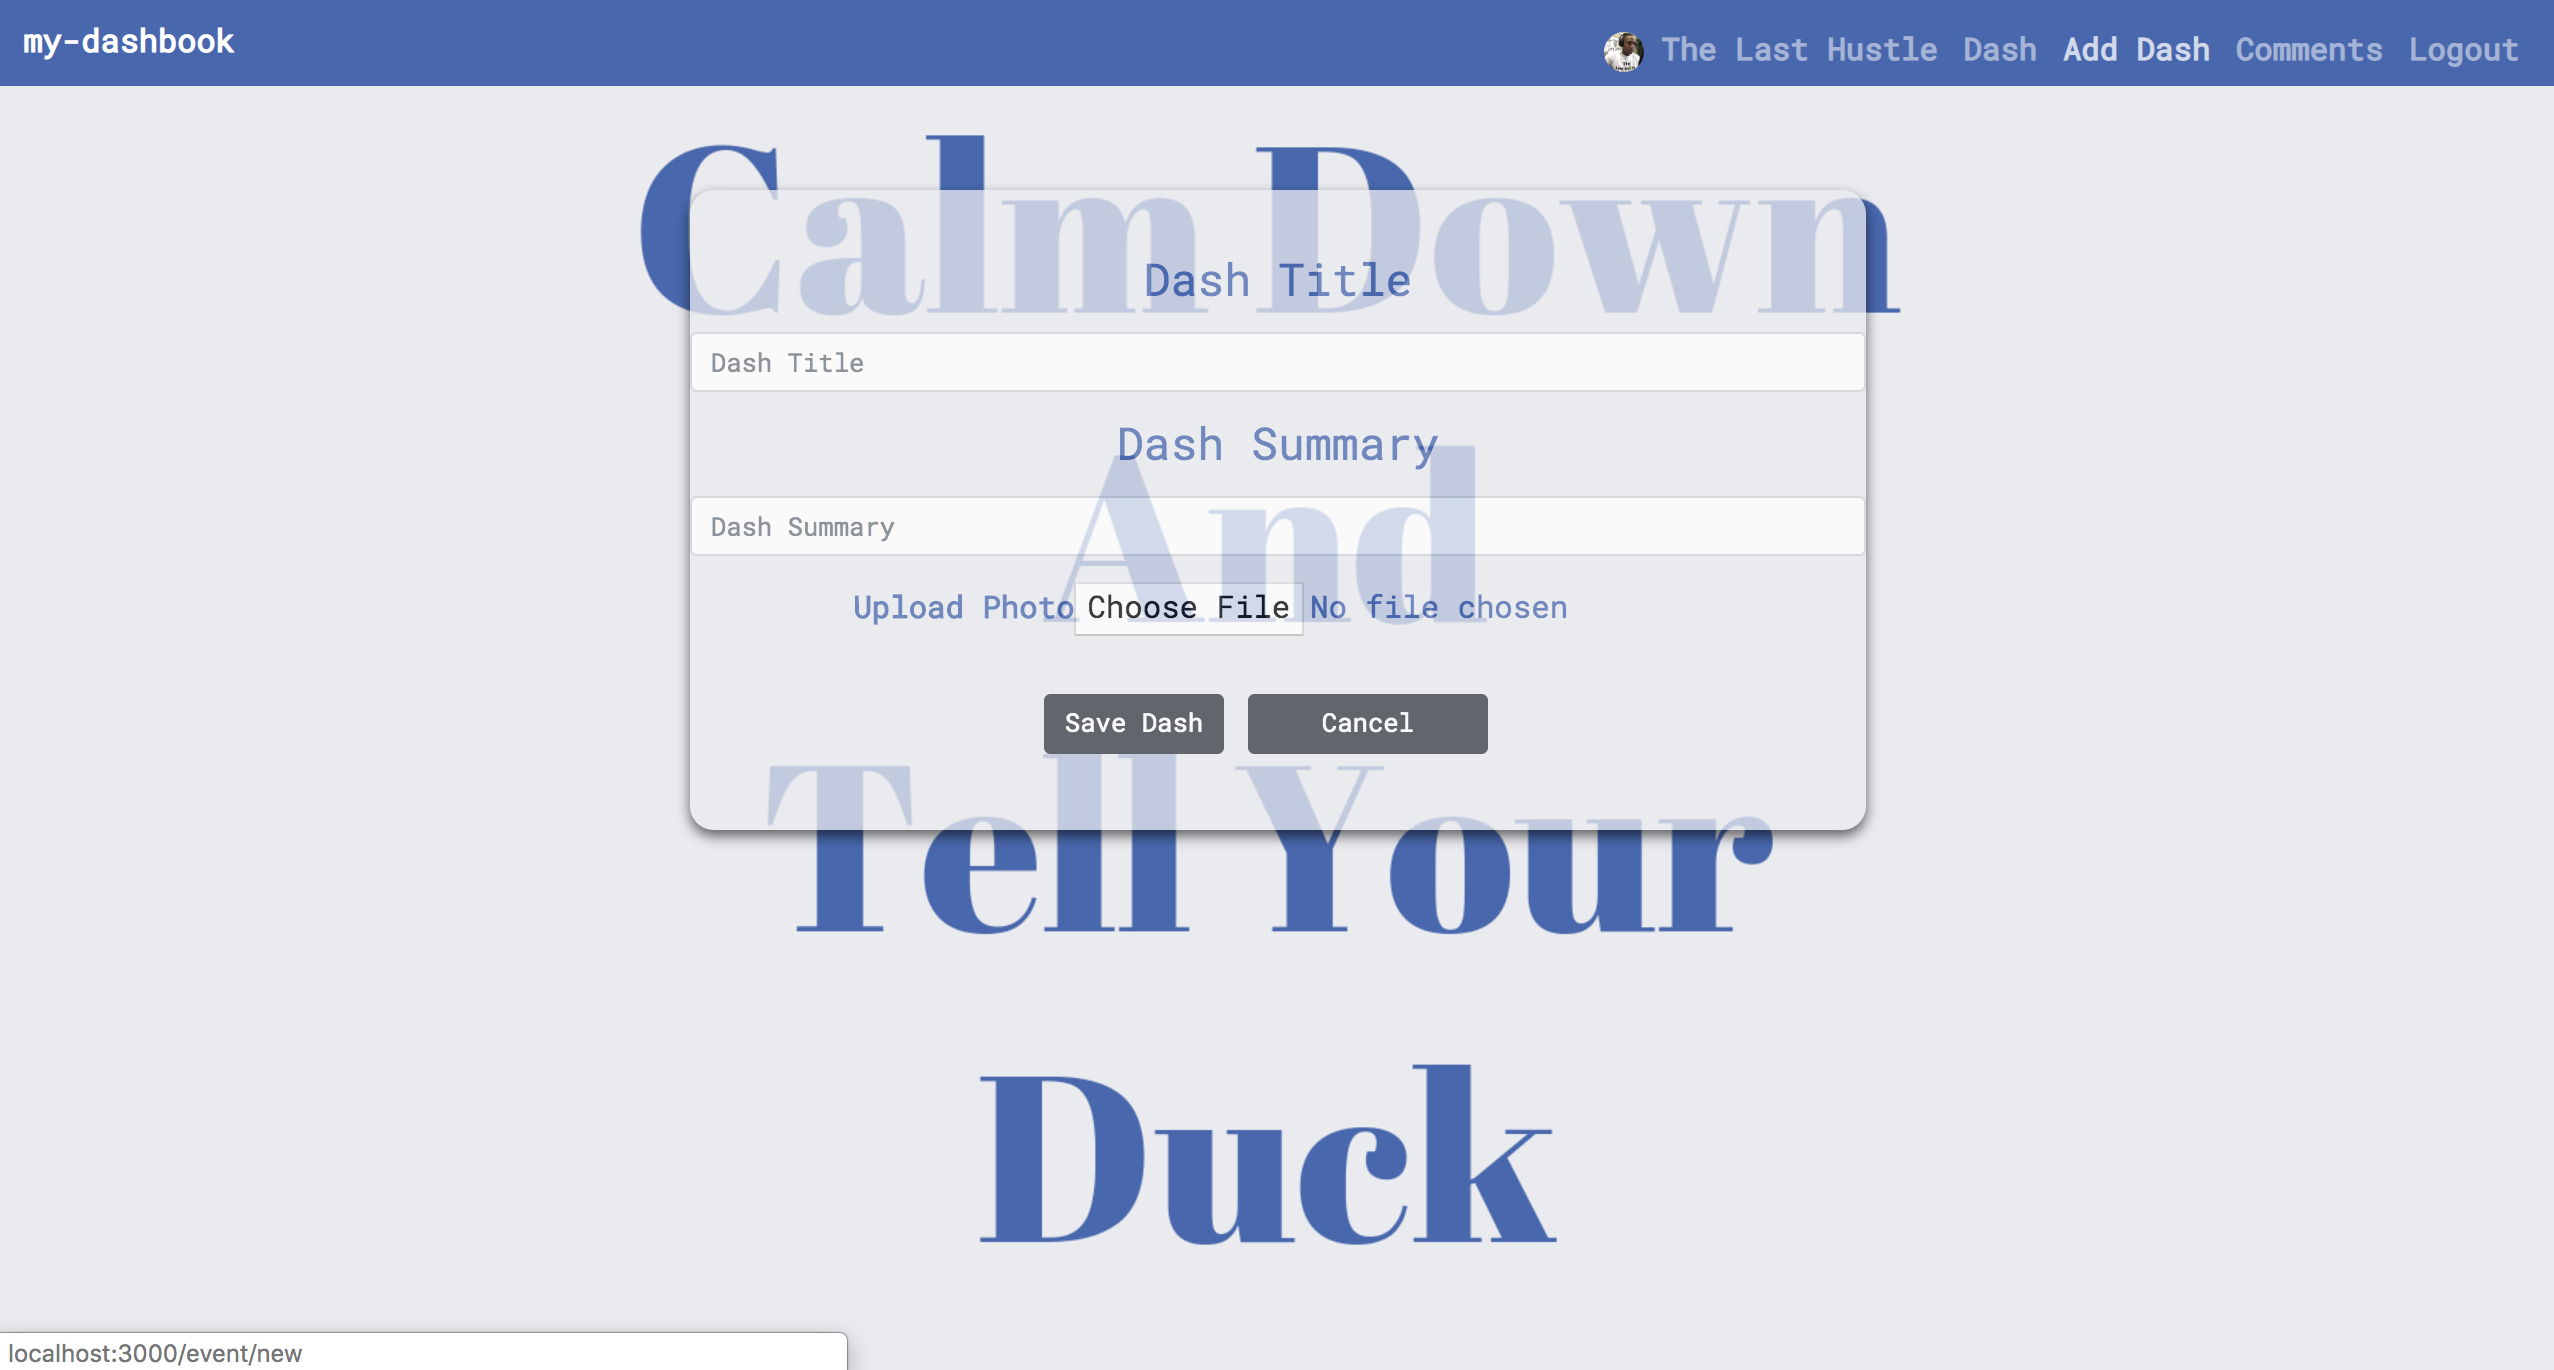 my-dashbook
The Last Hustle Dash Add Dash Comments Logout
Calm Down
Dash Title
Dash Title
Dash Summary
Dash Summary
And
Upload Photo Choose File No file chosen
Save Dash Cancel
Tell Your
Duck
localhost:3000/event/new